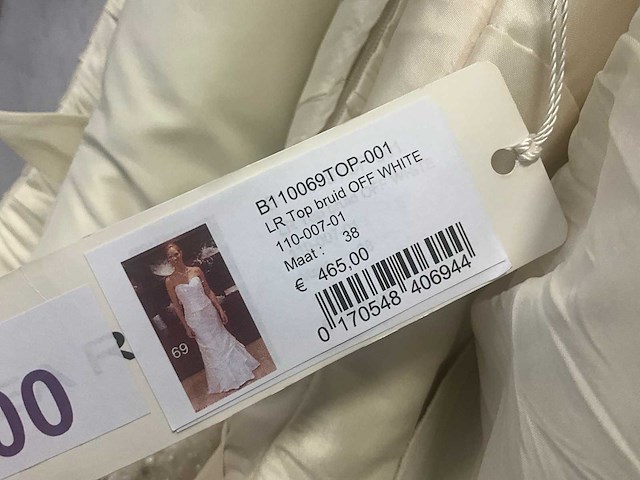 B110069TOP-001
LR Top bruid OFF WHITE
110-007-01
Maat : 38
€ 465,00
0 170548 406944
69
00